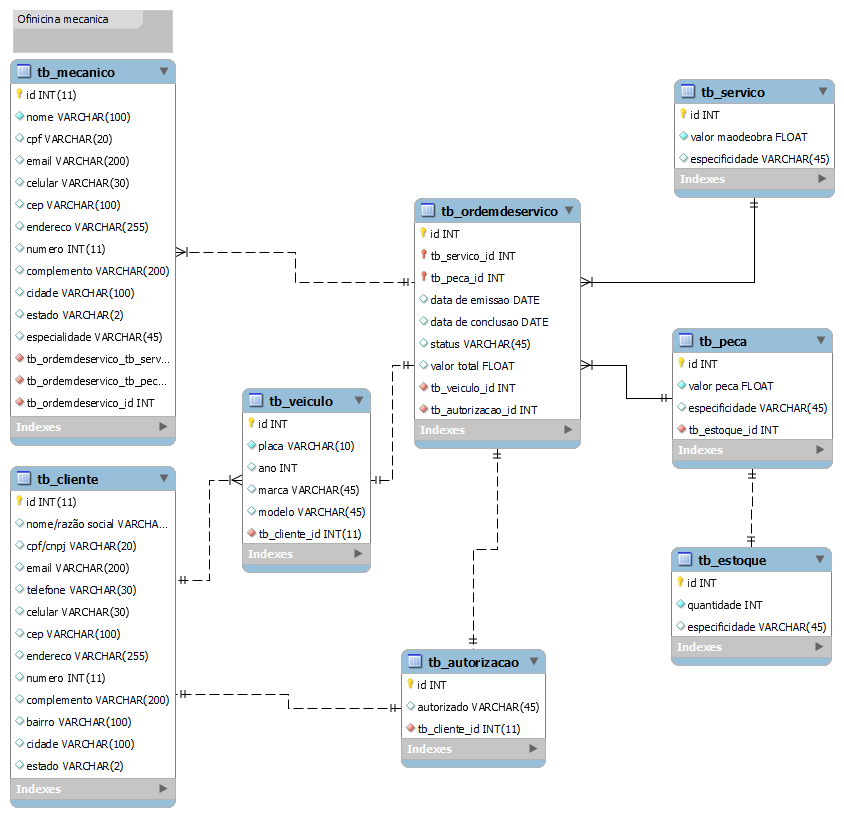 Ofinicina mecanica
tb_mecanico
id INT(11)
nome VARCHAR(100)
cpf VARCHAR(20)
email VARCHAR(200)
celular VARCHAR(30)
cep VARCHAR(100)
endereco VARCHAR(255)
numero INT(11)
complemento VARCHAR(200)
cidade VARCHAR(100)
estado VARCHAR(2)
especialidade VARCHAR(45)
tb_ordemdeservico_tb_serv...
tb_ordemdeservico_tb_pec...
tb_ordemdeservico_id INT
Indexes
tb_cliente
id INT(11)
nome/razão social VARCHA...
cpf/cnpj VARCHAR(20)
email VARCHAR(200)
telefone VARCHAR(30)
celular VARCHAR(30)
cep VARCHAR(100)
endereco VARCHAR(255)
numero INT(11)
complemento VARCHAR(200)
bairro VARCHAR(100)
cidade VARCHAR(100)
estado VARCHAR(2)
Indexes
tb_veiculo
id INT
placa VARCHAR(10)
ano INT
marca VARCHAR(45)
modelo VARCHAR(45)
tb_cliente_id INT(11)
Indexes
tb_ordemdeservico
id INT
tb_servico_id INT
tb_peca_id INT
data de emissao DATE
data de conclusao DATE
status VARCHAR(45)
valor total FLOAT
tb_veiculo_id INT
tb_autorizacao_id INT
Indexes
tb_autorizacao
id INT
autorizado VARCHAR(45)
tb_cliente_id INT(11)
Indexes
tb_servico
id INT
valor maodeobra FLOAT
especificidade VARCHAR(45)
Indexes
tb_peca
id INT
valor peca FLOAT
especificidade VARCHAR(45)
tb_estoque_id INT
Indexes
tb_estoque
id INT
quantidade INT
especificidade VARCHAR(45)
Indexes